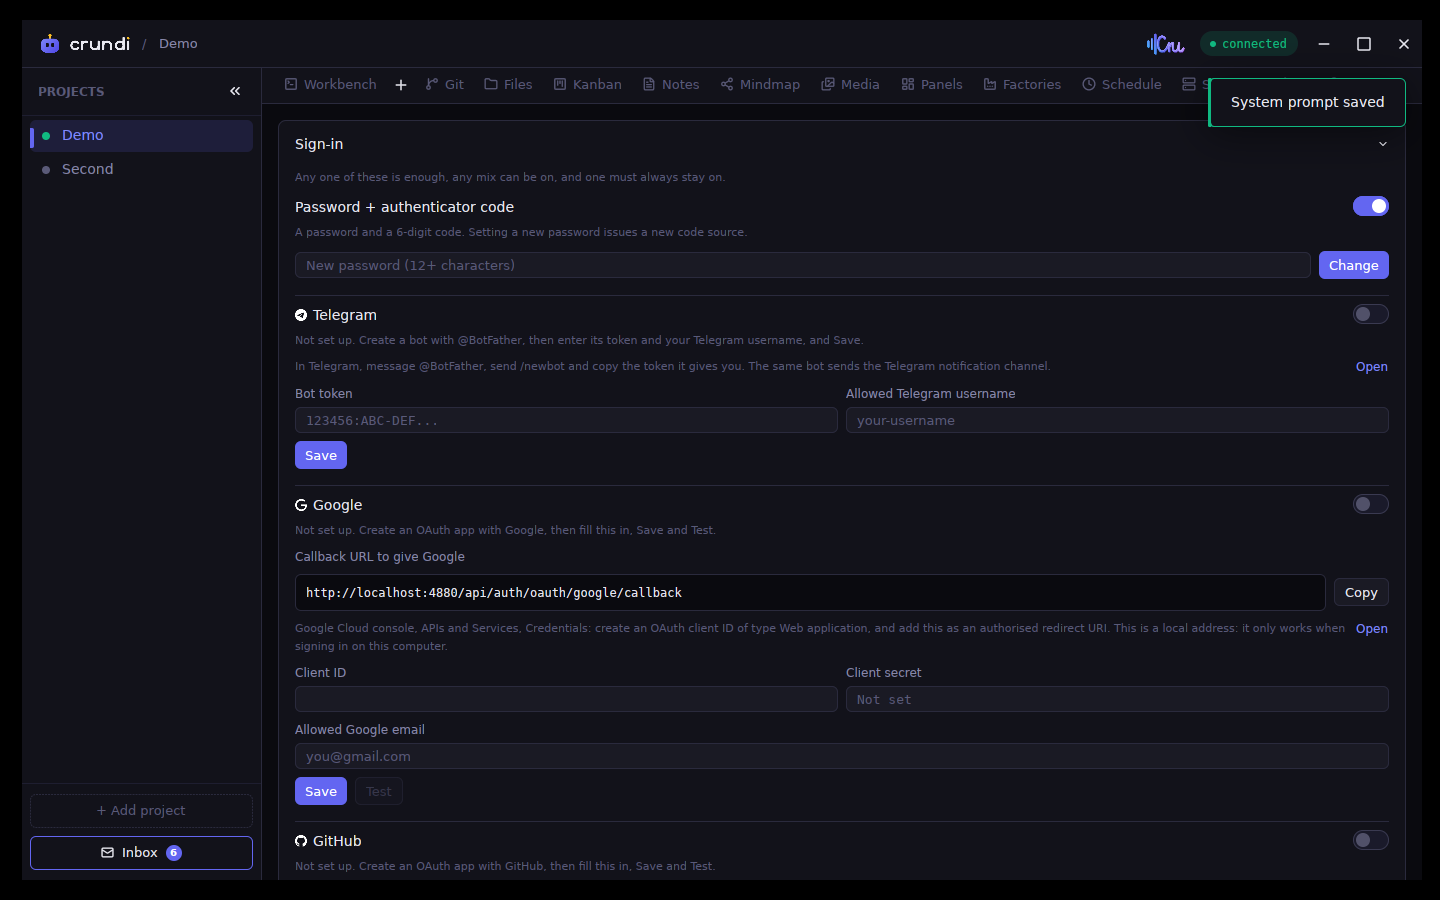 crundi / Demo
Cru
connected
PROJECTS
Workbench
Git
Files
Kanban
Notes
Mindmap
Media
Panels
Factories
Schedule
System prompt saved
Demo
Second
Sign-in
Any one of these is enough, any mix can be on, and one must always stay on.
Password + authenticator code
A password and a 6-digit code. Setting a new password issues a new code source.
New password (12+ characters)
Change
Telegram
Not set up. Create a bot with @BotFather, then enter its token and your Telegram username, and Save.
In Telegram, message @BotFather, send /newbot and copy the token it gives you. The same bot sends the Telegram notification channel.
Open
Bot token
Allowed Telegram username
123456:ABC-DEF...
your-username
Save
Google
Not set up. Create an OAuth app with Google, then fill this in, Save and Test.
Callback URL to give Google
http://localhost:4880/api/auth/oauth/google/callback
Copy
Google Cloud console, APIs and Services, Credentials: create an OAuth client ID of type Web application, and add this as an authorised redirect URI. This is a local address: it only works when
signing in on this computer.
Open
Client ID
Client secret
Not set
Allowed Google email
you@gmail.com
Save
Test
GitHub
Not set up. Create an OAuth app with GitHub, then fill this in, Save and Test.
+ Add project
Inbox 6